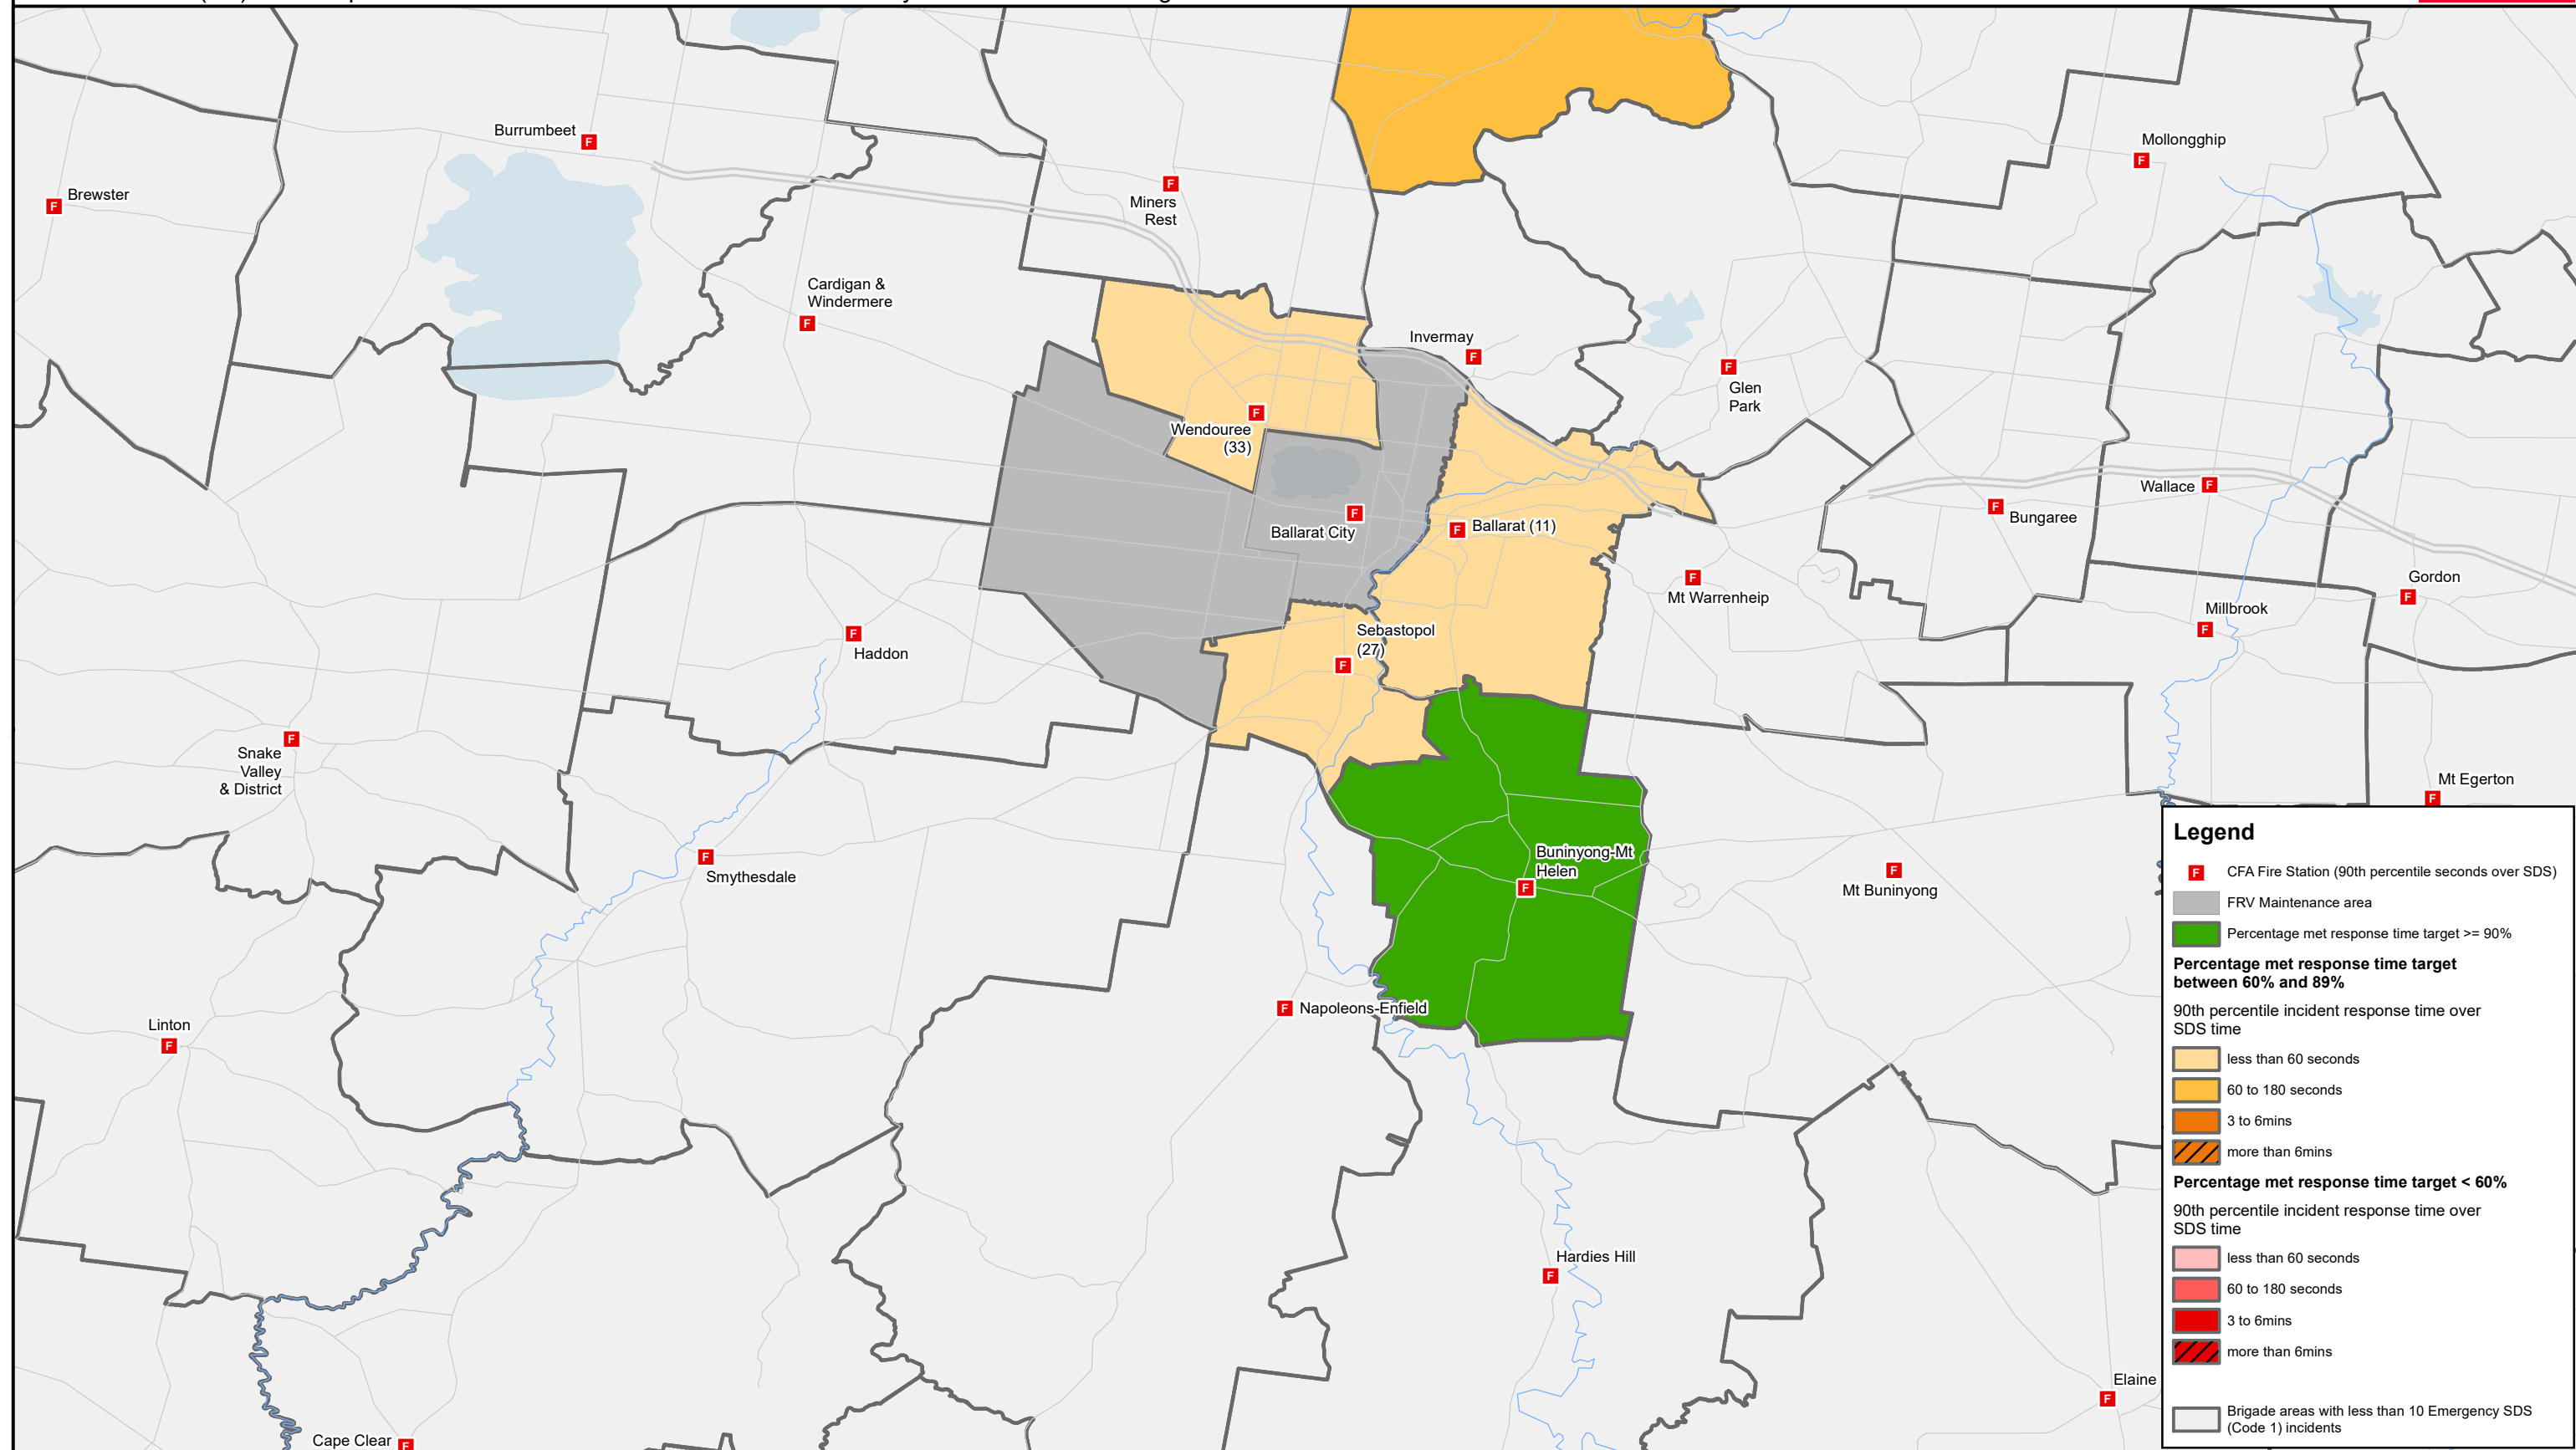 Burrumbeet
F
Brewster
F
Miners
Rest
F
Mollongghip
F
Cardigan &
Windermere
F
Invermay
F
Glen
Park
F
Wendouree
(33)
F
Ballarat City
F
Ballarat (11)
F
Wallace
F
Bungaree
F
Mt Warrenheip
F
Gordon
F
Millbrook
F
Haddon
F
Sebastopol
(27)
F
Snake
Valley
& District
F
Mt Egerton
F
Smythesdale
F
Buninyong-Mt
Helen
F
Mt Buninyong
F
Napoleons-Enfield
F
Linton
F
Hardies Hill
F
Elaine
F
Cape Clear
F
Legend
F
CFA Fire Station (90th percentile seconds over SDS)
FRV Maintenance area
Percentage met response time target >= 90%
Percentage met response time target
between 60% and 89%
90th percentile incident response time over
SDS time
less than 60 seconds
60 to 180 seconds
3 to 6mins
more than 6mins
Percentage met response time target < 60%
90th percentile incident response time over
SDS time
less than 60 seconds
60 to 180 seconds
3 to 6mins
more than 6mins
Brigade areas with less than 10 Emergency SDS
(Code 1) incidents